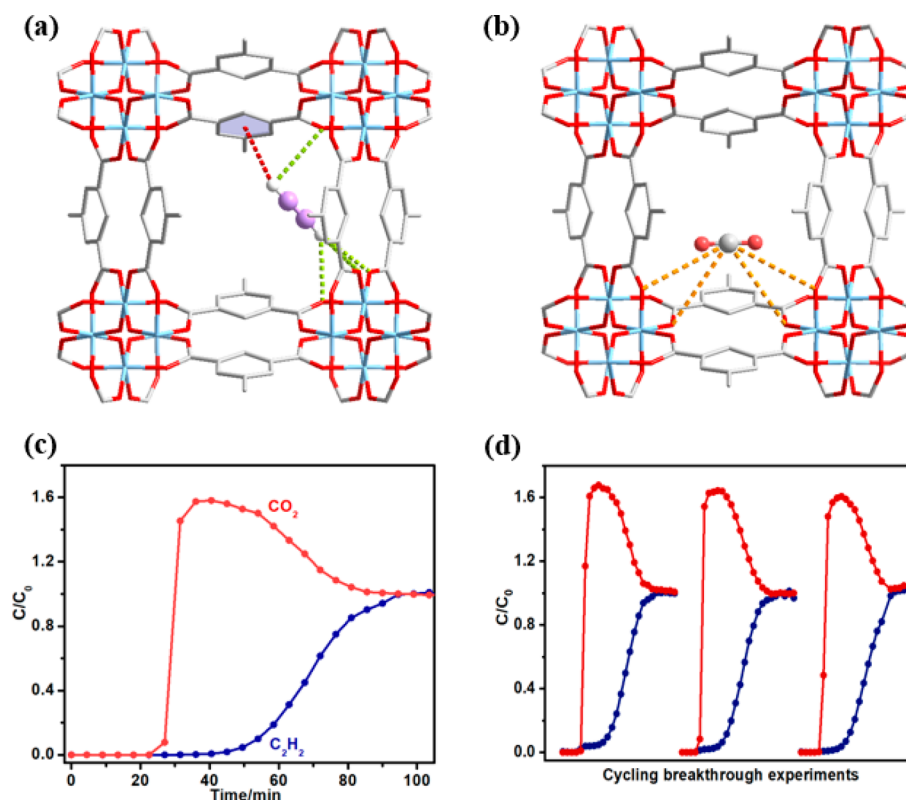 (a)
(b)
(c)
1.6
1.2
0.8
0.4
0.0
C/C₀
CO₂
C₂H₂
0
20
40
60
80
100
Time/min
(d)
1.6
1.2
0.8
0.4
0.0
C/C₀
Cycling breakthrough experiments